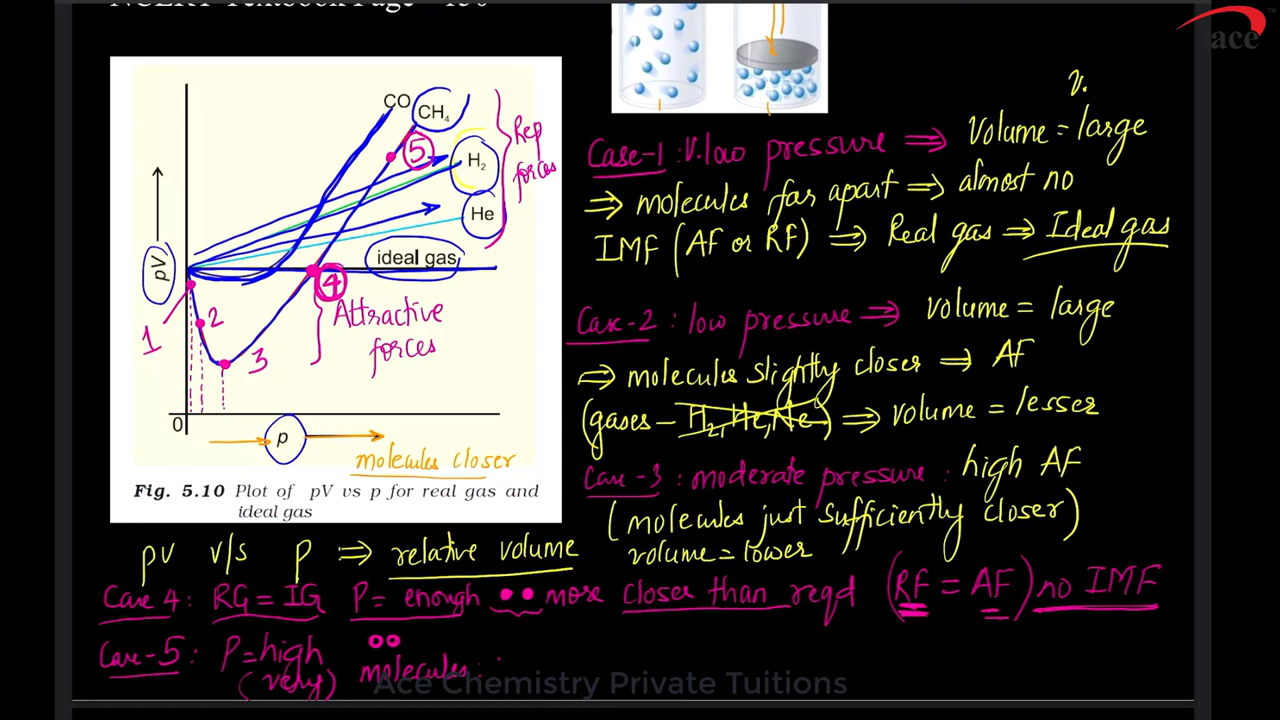 NCERT Textbook Page - 150
ace
CO
CH₄
H₂
He
Rep
forces
pV
ideal gas
1
2
3
4
5
Attractive
forces
0
p
molecules closer
Fig. 5.10 Plot of pV vs p for real gas and
ideal gas
v.
Case-1 : v.low pressure ⇒ Volume = large
⇒ molecules far apart ⇒ almost no
IMF (AF or RF) ⇒ Real gas ⇒ Ideal gas
Case-2 : low pressure ⇒ volume = large
⇒ molecules slightly closer ⇒ AF
(gases - H₂, He, Ne) ⇒ volume = lesser
Case-3 : moderate pressure : high AF
(molecules just sufficiently closer)
volume = lower
pv v/s p ⇒ relative volume
Case 4 : RG = IG P = enough more closer than reqd (RF = AF) no IMF
Case-5 : P = high molecules :
(very)
Ace Chemistry Private Tuitions